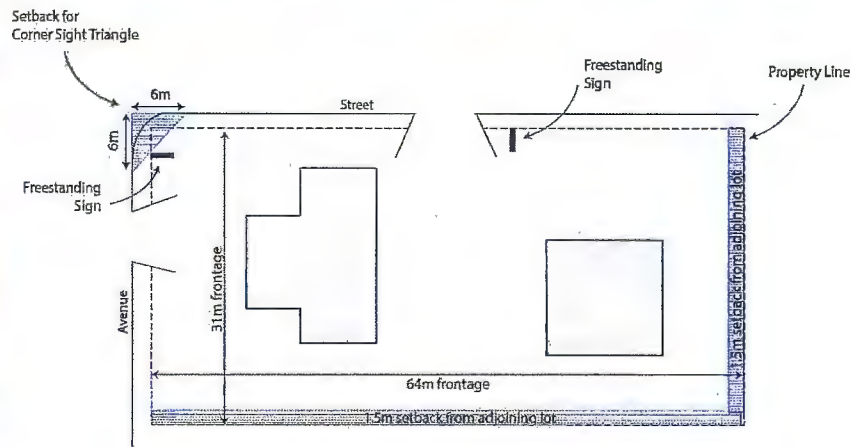 Setback for
Corner Sight Triangle
6m
Street
Freestanding
Sign
Property Line
6m
Freestanding
Sign
Avenue
31m frontage
1.5m setback from adjoining lot
64m frontage
1.5m setback from adjoining lot